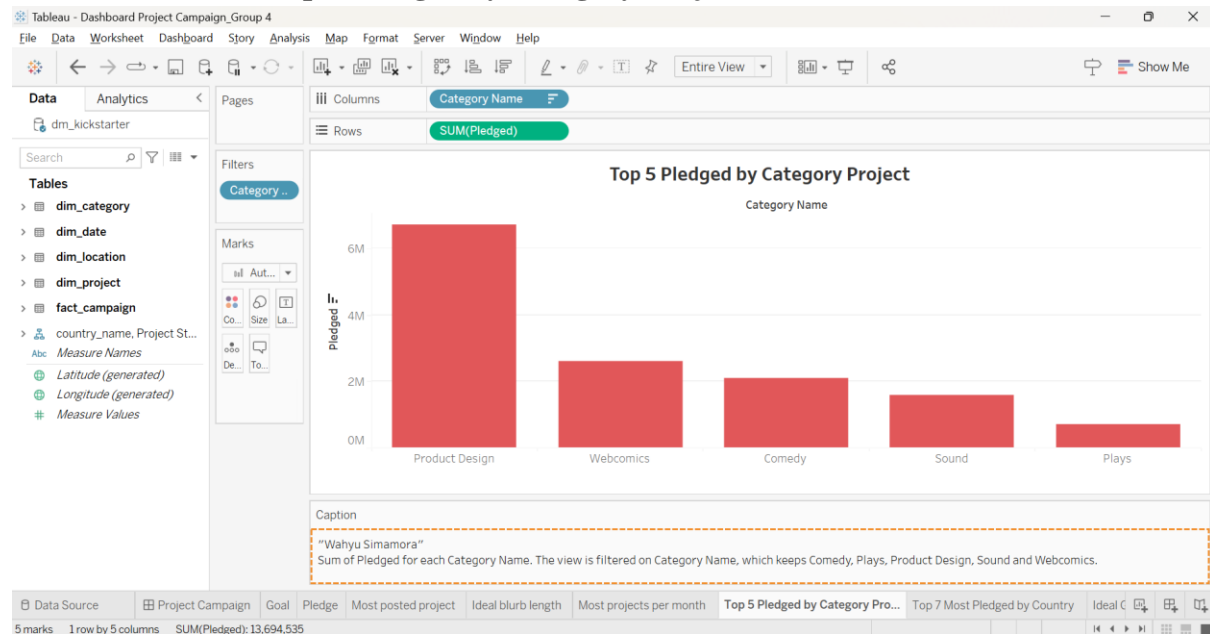 Tableau - Dashboard Project Campaign_Group 4
File Data Worksheet Dashboard Story Analysis Map Format Server Window Help
Entire View
Show Me
Data Analytics
dm_kickstarter
Search
Tables
dim_category
dim_date
dim_location
dim_project
fact_campaign
country_name, Project St...
Abc Measure Names
Latitude (generated)
Longitude (generated)
# Measure Values
Pages
Filters
Category ..
Marks
Aut...
Co... Size La...
De... To...
Columns Category Name
Rows SUM(Pledged)
Top 5 Pledged by Category Project
Category Name
Pledged
6M
4M
2M
0M
Product Design Webcomics Comedy Sound Plays
Caption
"Wahyu Simamora"
Sum of Pledged for each Category Name. The view is filtered on Category Name, which keeps Comedy, Plays, Product Design, Sound and Webcomics.
Data Source Project Campaign Goal Pledge Most posted project Ideal blurb length Most projects per month Top 5 Pledged by Category Pro... Top 7 Most Pledged by Country Ideal
5 marks 1 row by 5 columns SUM(Pledged): 13,694,535